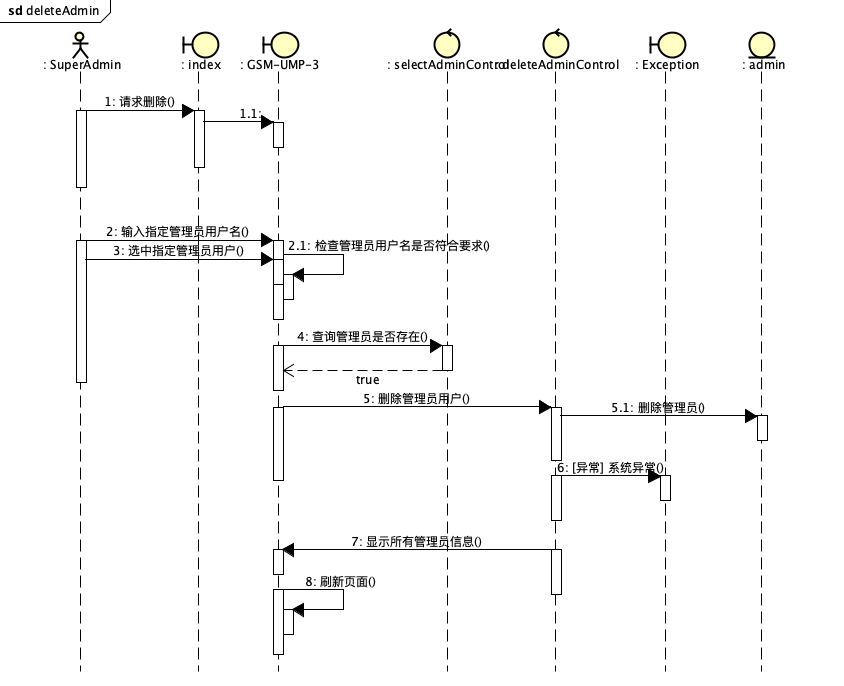 sd deleteAdmin
: SuperAdmin
: index
: GSM-UMP-3
: selectAdminControl
deleteAdminControl
: Exception
: admin
1: 请求删除()
1.1:
2: 输入指定管理员用户名()
2.1: 检查管理员用户名是否符合要求()
3: 选中指定管理员用户()
4: 查询管理员是否存在()
true
5: 删除管理员用户()
5.1: 删除管理员()
6: [异常] 系统异常()
7: 显示所有管理员信息()
8: 刷新页面()